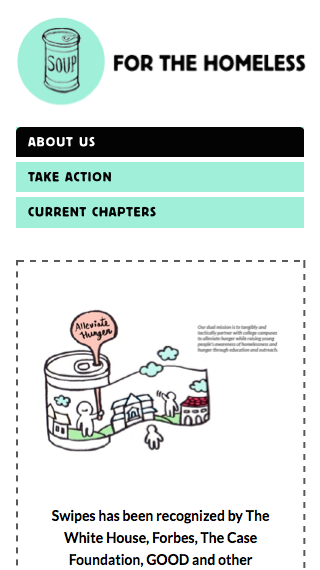 SOUP
FOR THE HOMELESS
ABOUT US
TAKE ACTION
CURRENT CHAPTERS
Alleviate
Hunger
Our dual mission is to tangibly and
tactically partner with college campuses
to alleviate hunger while raising young
people's awareness of homelessness and
hunger through education and outreach.
Swipes has been recognized by The
White House, Forbes, The Case
Foundation, GOOD and other